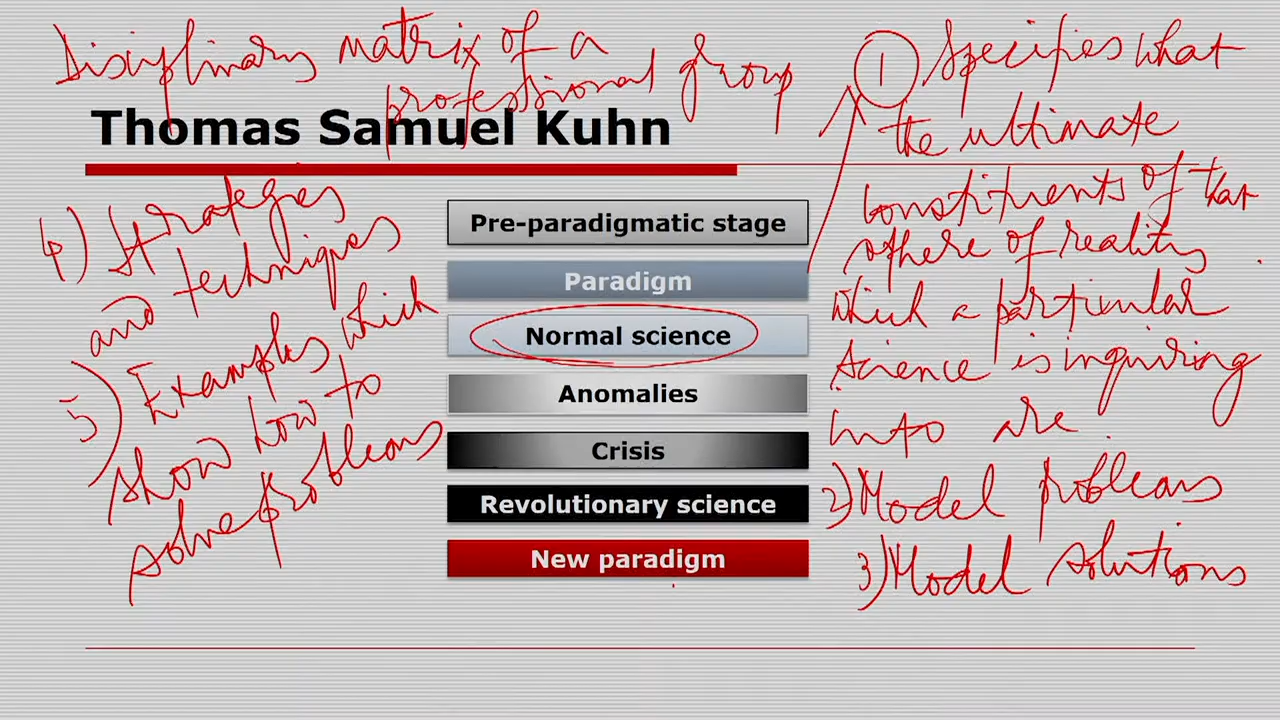 Disciplinary matrix of a
professional group
Thomas Samuel Kuhn
Pre-paradigmatic stage
Paradigm
Normal science
Anomalies
Crisis
Revolutionary science
New paradigm
1 Specifies what
the ultimate
constituents of that
sphere of reality
which a particular
science is inquiring
into are
2) Model problems
3) Model solutions
4) Strategies
and techniques
5) Examples which
show how to
solve problems